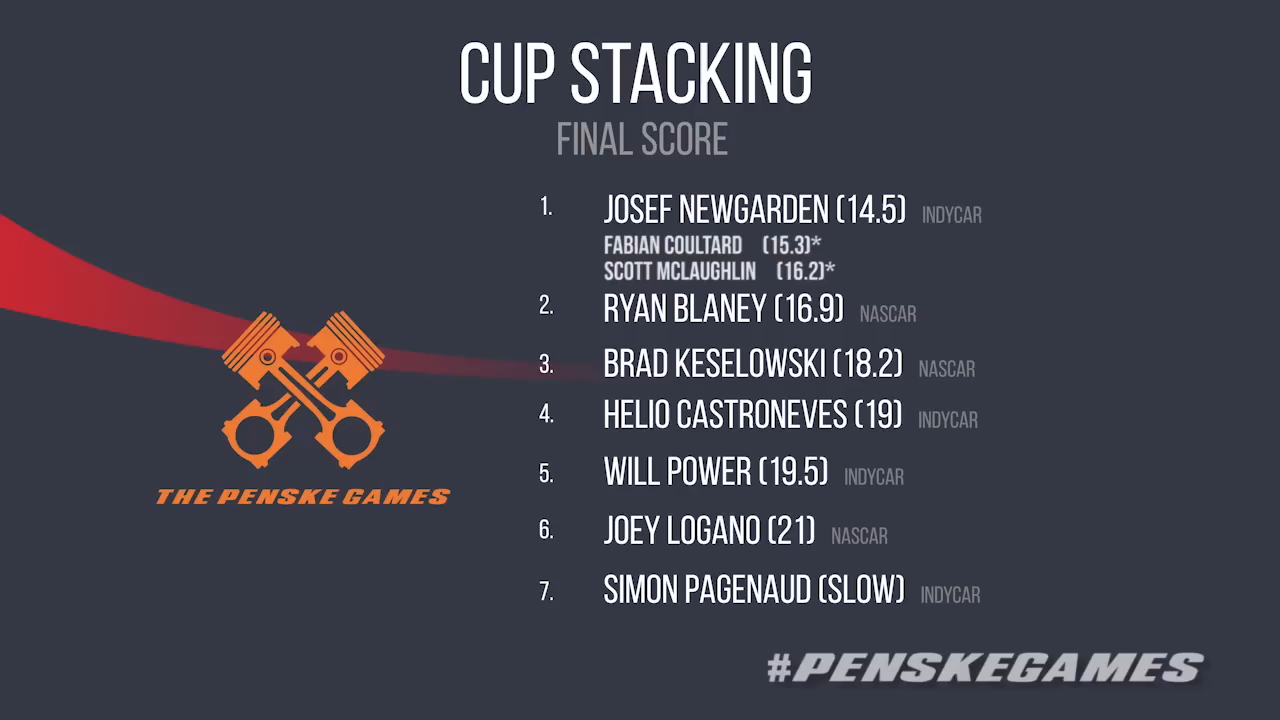 CUP STACKING
FINAL SCORE
1. JOSEF NEWGARDEN (14.5) INDYCAR
FABIAN COULTARD (15.3)*
SCOTT MCLAUGHLIN (16.2)*
2. RYAN BLANEY (16.9) NASCAR
3. BRAD KESELOWSKI (18.2) NASCAR
4. HELIO CASTRONEVES (19) INDYCAR
5. WILL POWER (19.5) INDYCAR
6. JOEY LOGANO (21) NASCAR
7. SIMON PAGENAUD (SLOW) INDYCAR
THE PENSKE GAMES
#PENSKEGAMES